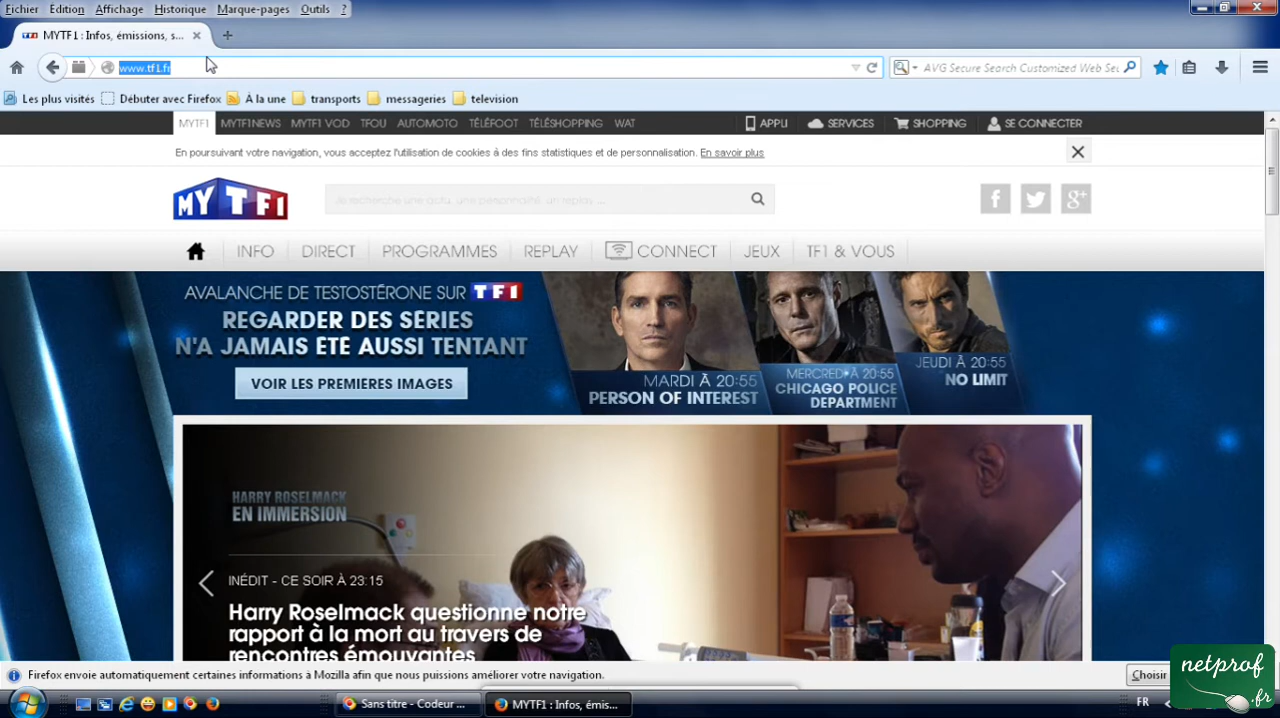 Fichier Édition Affichage Historique Marque-pages Outils ?
MYTF1 : Infos, émissions, s...
www.tf1.fr
AVG Secure Search Customized Web Sec
Les plus visités Débuter avec Firefox À la une transports messageries television
MYTF1 MYTF1NEWS MYTF1 VOD TFOU AUTOMOTO TÉLÉFOOT TÉLÉSHOPPING WAT APPLI SERVICES SHOPPING SE CONNECTER
En poursuivant votre navigation, vous acceptez l'utilisation de cookies à des fins statistiques et de personnalisation. En savoir plus
MYTF1
Je recherche une actu, une personnalité, un replay ...
INFO DIRECT PROGRAMMES REPLAY CONNECT JEUX TF1 & VOUS
AVALANCHE DE TESTOSTÉRONE SUR TF1
REGARDER DES SÉRIES
N'A JAMAIS ÉTÉ AUSSI TENTANT
VOIR LES PREMIÈRES IMAGES
MARDI À 20:55
PERSON OF INTEREST
MERCREDI À 20:55
CHICAGO POLICE
DEPARTMENT
JEUDI À 20:55
NO LIMIT
HARRY ROSELMACK
EN IMMERSION
INÉDIT - CE SOIR À 23:15
Harry Roselmack questionne notre
rapport à la mort au travers de
rencontres émouvantes
Firefox envoie automatiquement certaines informations à Mozilla afin que nous puissions améliorer votre navigation.
Choisir
netprof
.fr
Sans titre - Codeur ...
MYTF1 : Infos, émis...
FR